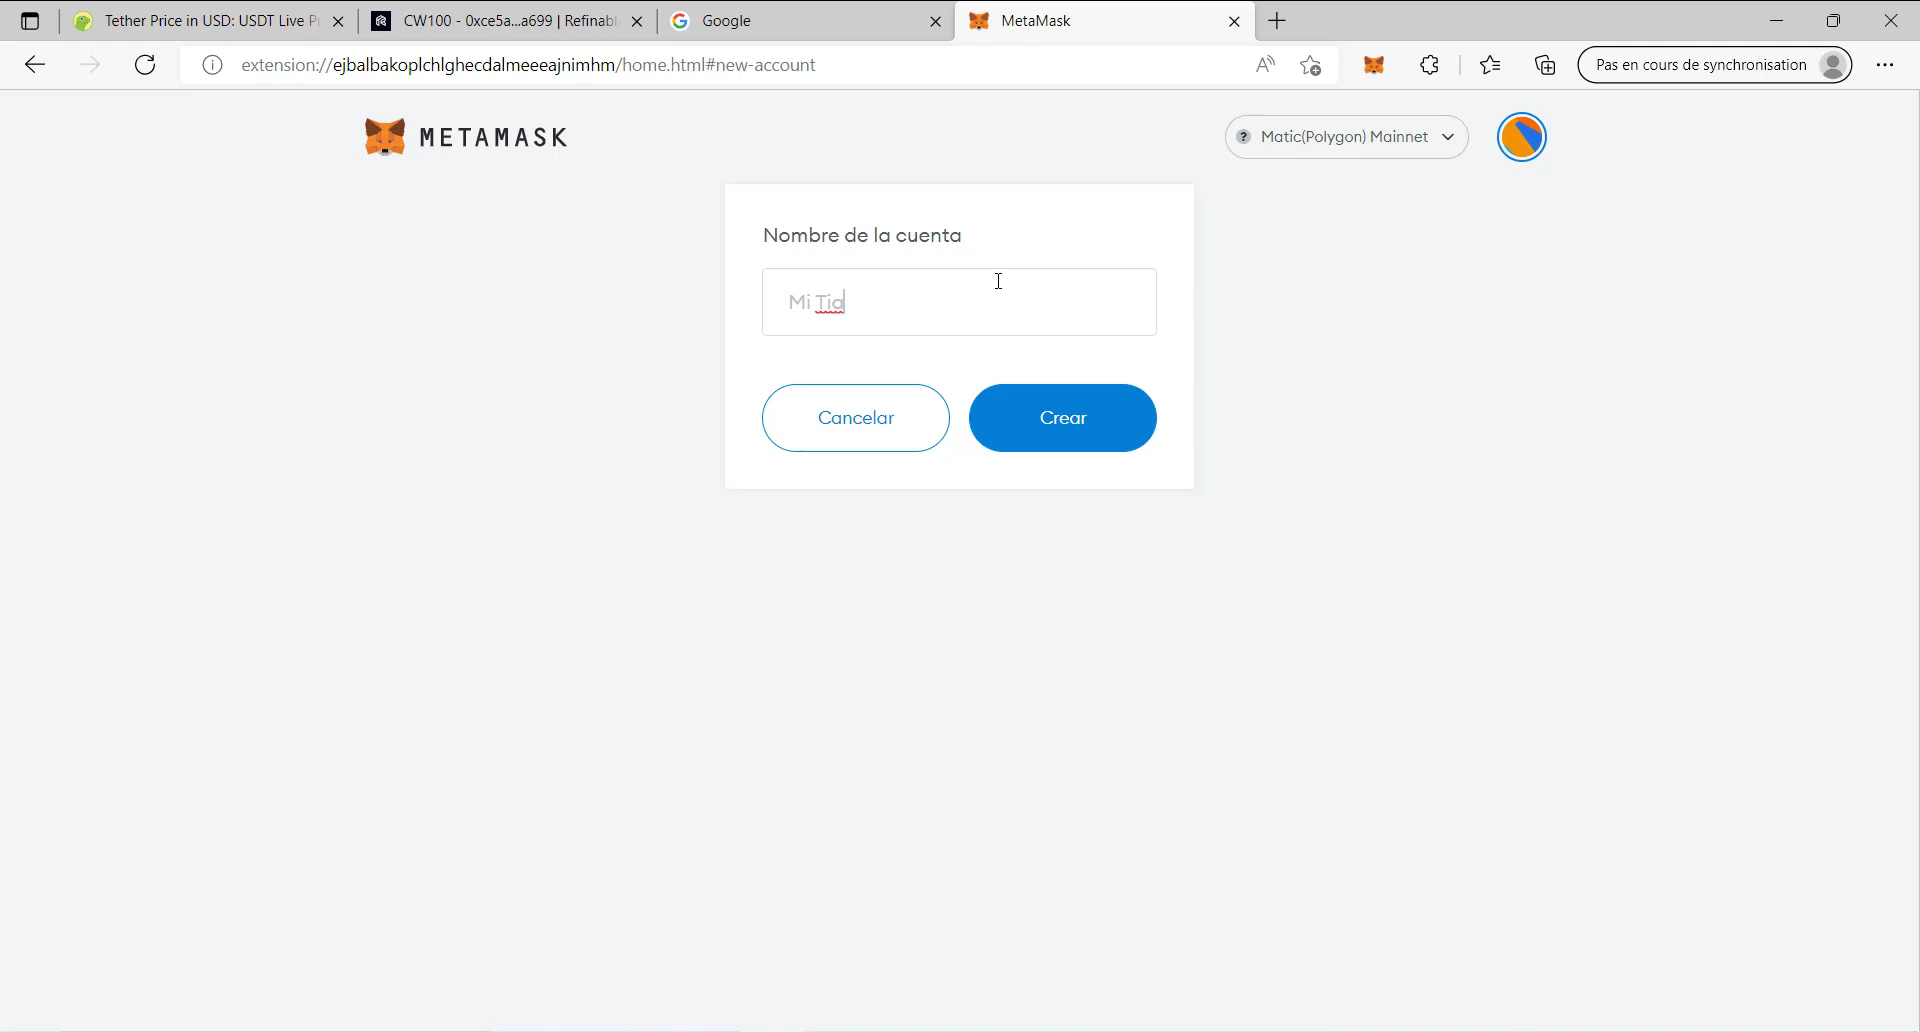 Tether Price in USD: USDT Live P
CW100 - 0xce5a...a699 | Refinab
Google
MetaMask
extension://ejbalbakoplchlghecdalmeeeajnimhm/home.html#new-account
Pas en cours de synchronisation
METAMASK
Matic(Polygon) Mainnet
Nombre de la cuenta
Mi Tia
Cancelar
Crear